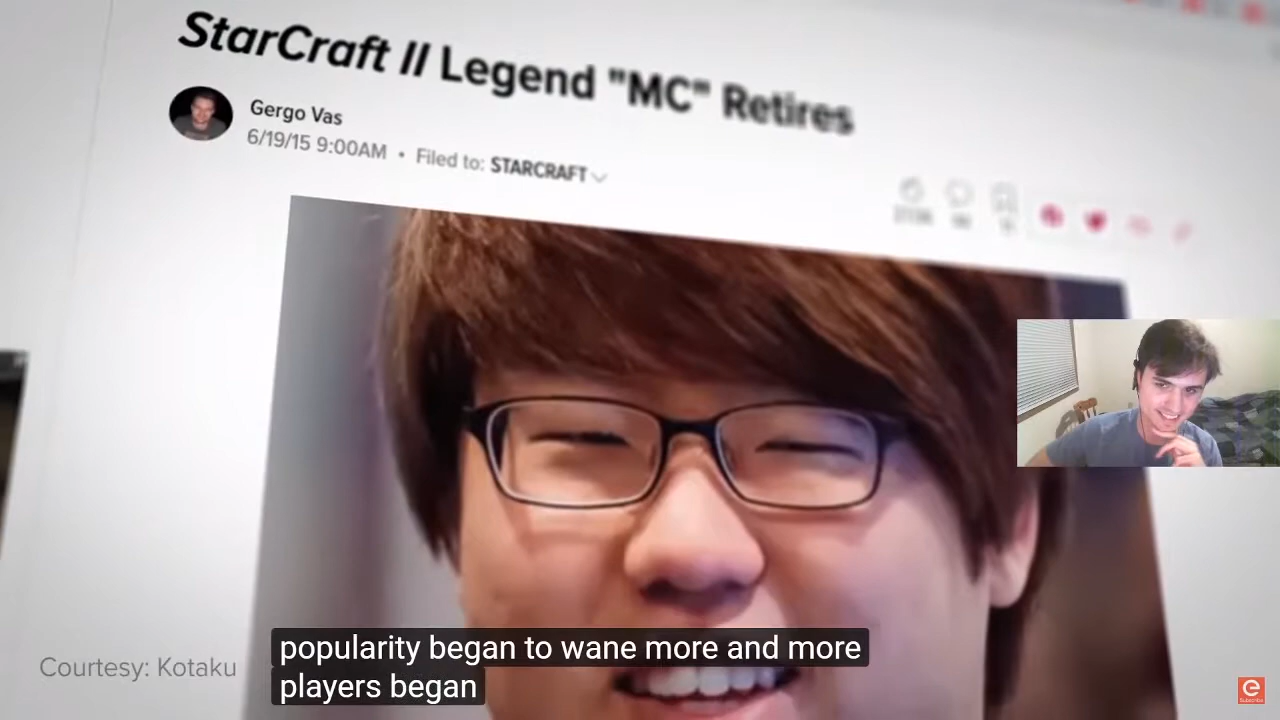 StarCraft II Legend "MC" Retires
Gergo Vas
6/19/15 9:00AM • Filed to: STARCRAFT
Courtesy: Kotaku
popularity began to wane more and more
players began